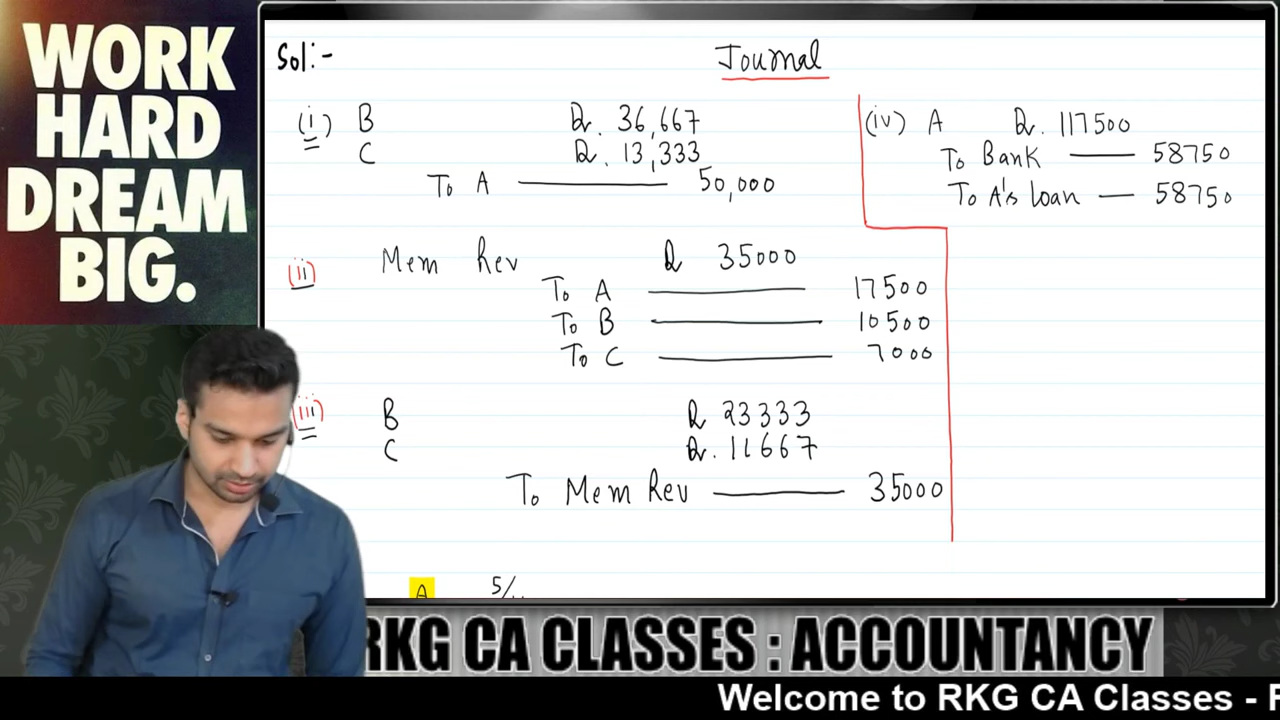 WORK
HARD
DREAM
BIG.
Sol:-
Journal
(i) B Dr. 36,667
C Dr. 13,333
To A 50,000
(ii) Mem Rev Dr 35000
To A 17500
To B 10500
To C 7000
(iii) B Dr 23333
C Dr. 11667
To Mem Rev 35000
(iv) A Dr. 117500
To Bank 58750
To A's loan 58750
A 5/
RKG CA CLASSES : ACCOUNTANCY
Welcome to RKG CA Classes -